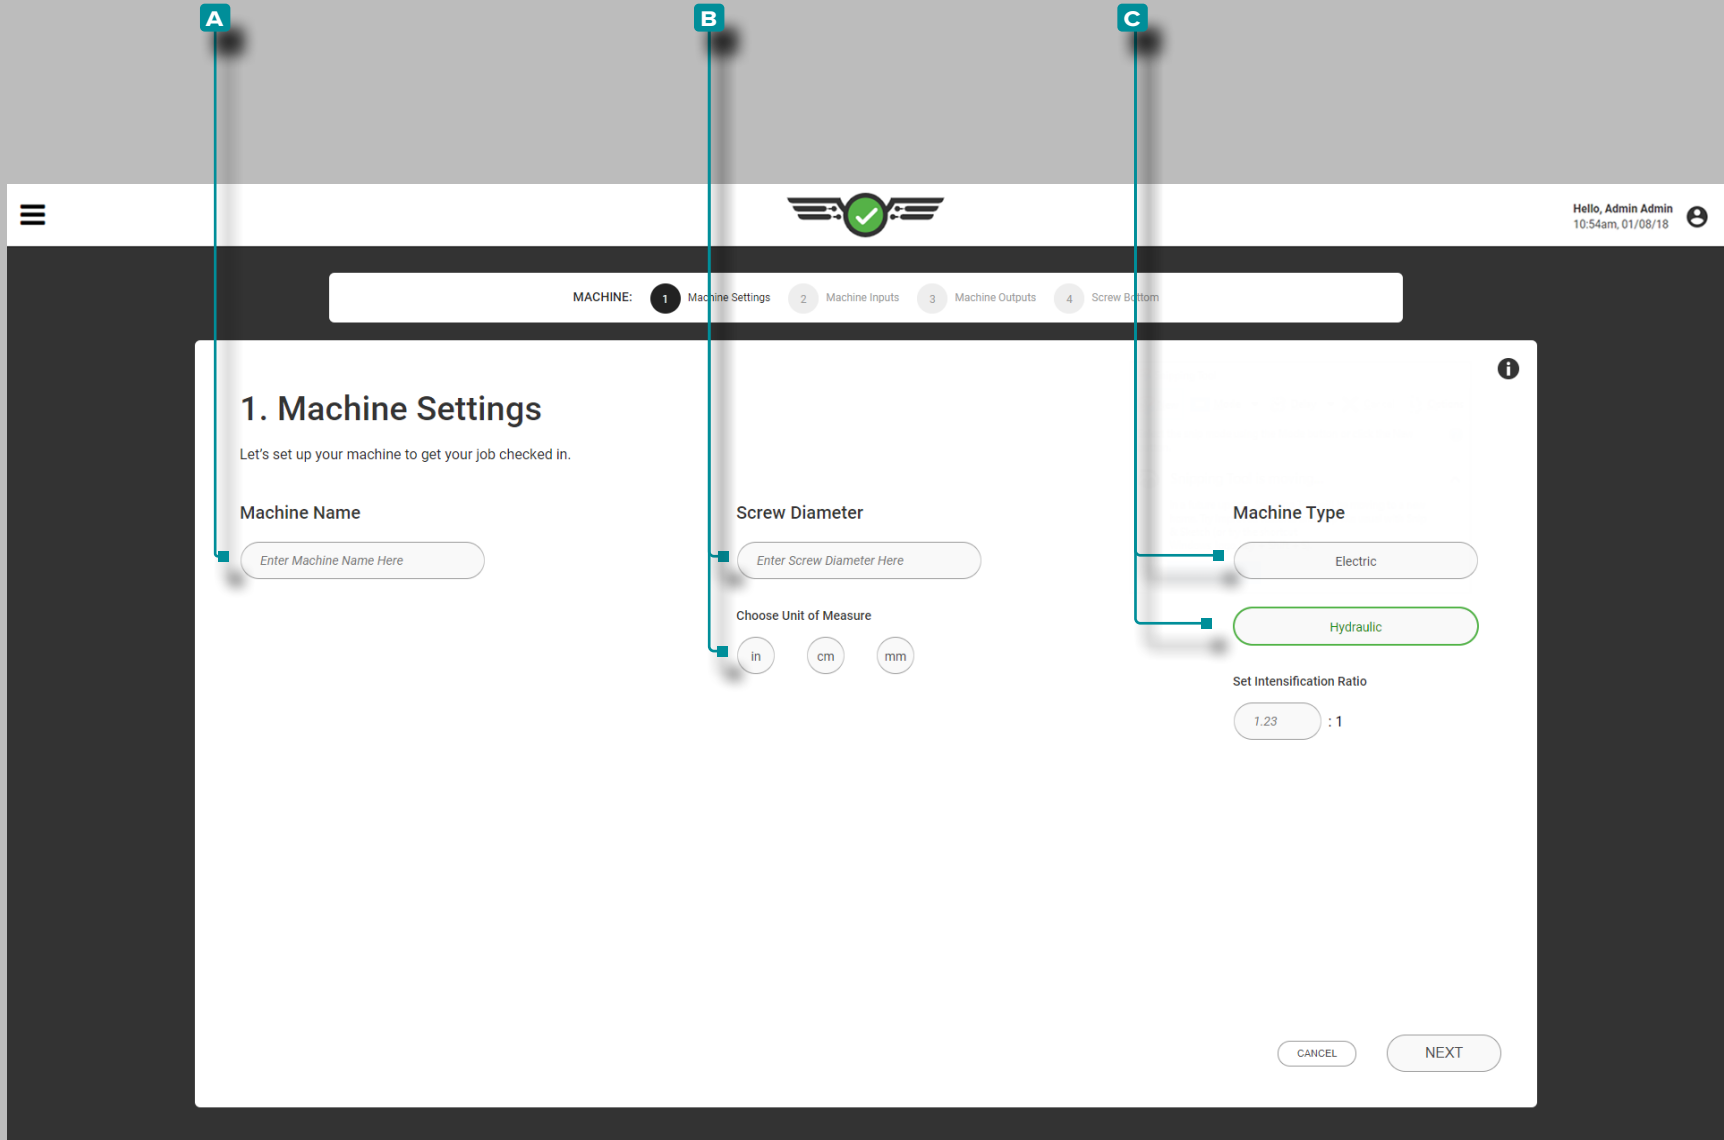 A B C
Hello, Admin Admin
10:54am, 01/08/18
MACHINE: 1 Machine Settings 2 Machine Inputs 3 Machine Outputs 4 Screw Bottom
1. Machine Settings
Let's set up your machine to get your job checked in.
Machine Name Screw Diameter Machine Type
Enter Machine Name Here Enter Screw Diameter Here Electric
Choose Unit of Measure Hydraulic
in cm mm
Set Intensification Ratio
1.23 : 1
CANCEL NEXT